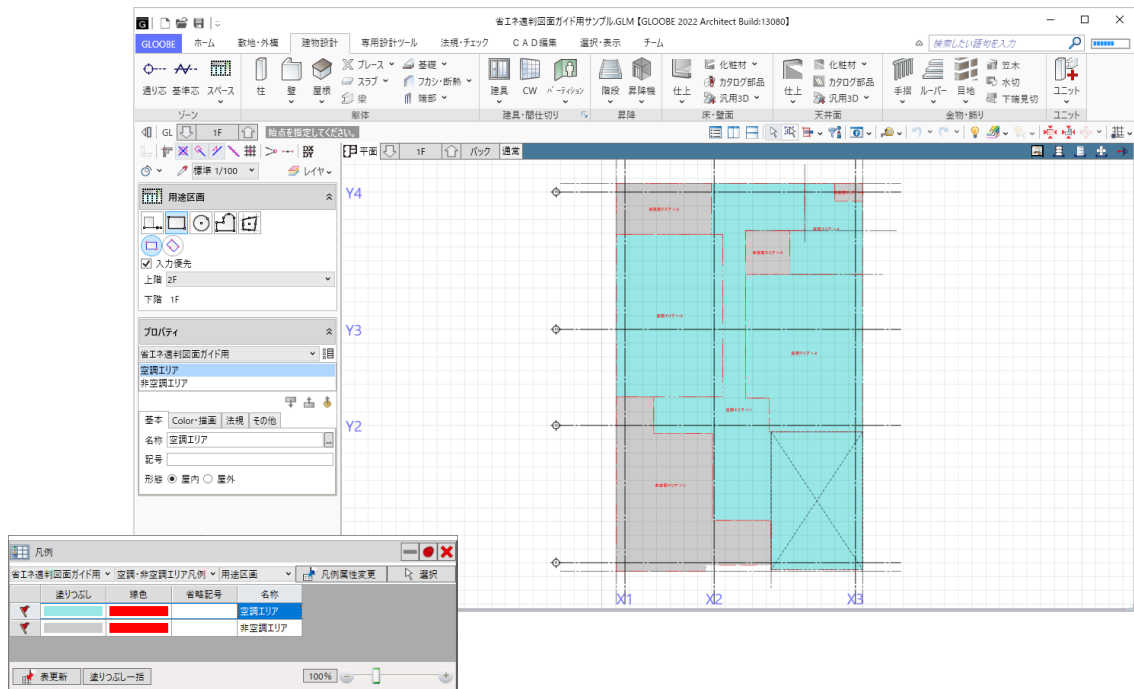 省エネ適判図面ガイド用サンプル.GLM 【GLOOBE 2022 Architect Build:13080】
GLOOBE ホーム 敷地・外構 建物設計 専用設計ツール 法規・チェック CAD編集 選択・表示 チーム 検索したい語句を入力
通り芯 基準芯 スペース 柱 壁 屋根 ブレース スラブ 梁 基礎 フカシ・断熱 端部 建具 CW パーティション 階段 昇降機 仕上 化粧材 カタログ部品 汎用3D 仕上 化粧材 カタログ部品 汎用3D 手摺 ルーバー 目地 笠木 水切 下端見切 ユニット
ゾーン 躯体 建具・間仕切り 昇降 床・壁面 天井面 金物・飾り ユニット
GL 1F 始点を指定してください。
平面 1F バック 通常
標準 1/100 レイヤ
用途区画
入力優先
上階 2F
下階 1F
プロパティ
省エネ適判図面ガイド用
空調エリア
非空調エリア
基本 Color・描画 法規 その他
名称 空調エリア ...
記号
形態 屋内 屋外
Y4
Y3
Y2
X1 X2 X3
凡例
省エネ適判図面ガイド用 空調・非空調エリア凡例 用途区画 凡例属性変更 選択
塗りつぶし 線色 省略記号 名称
空調エリア
非空調エリア
表更新 塗りつぶし一括 100%